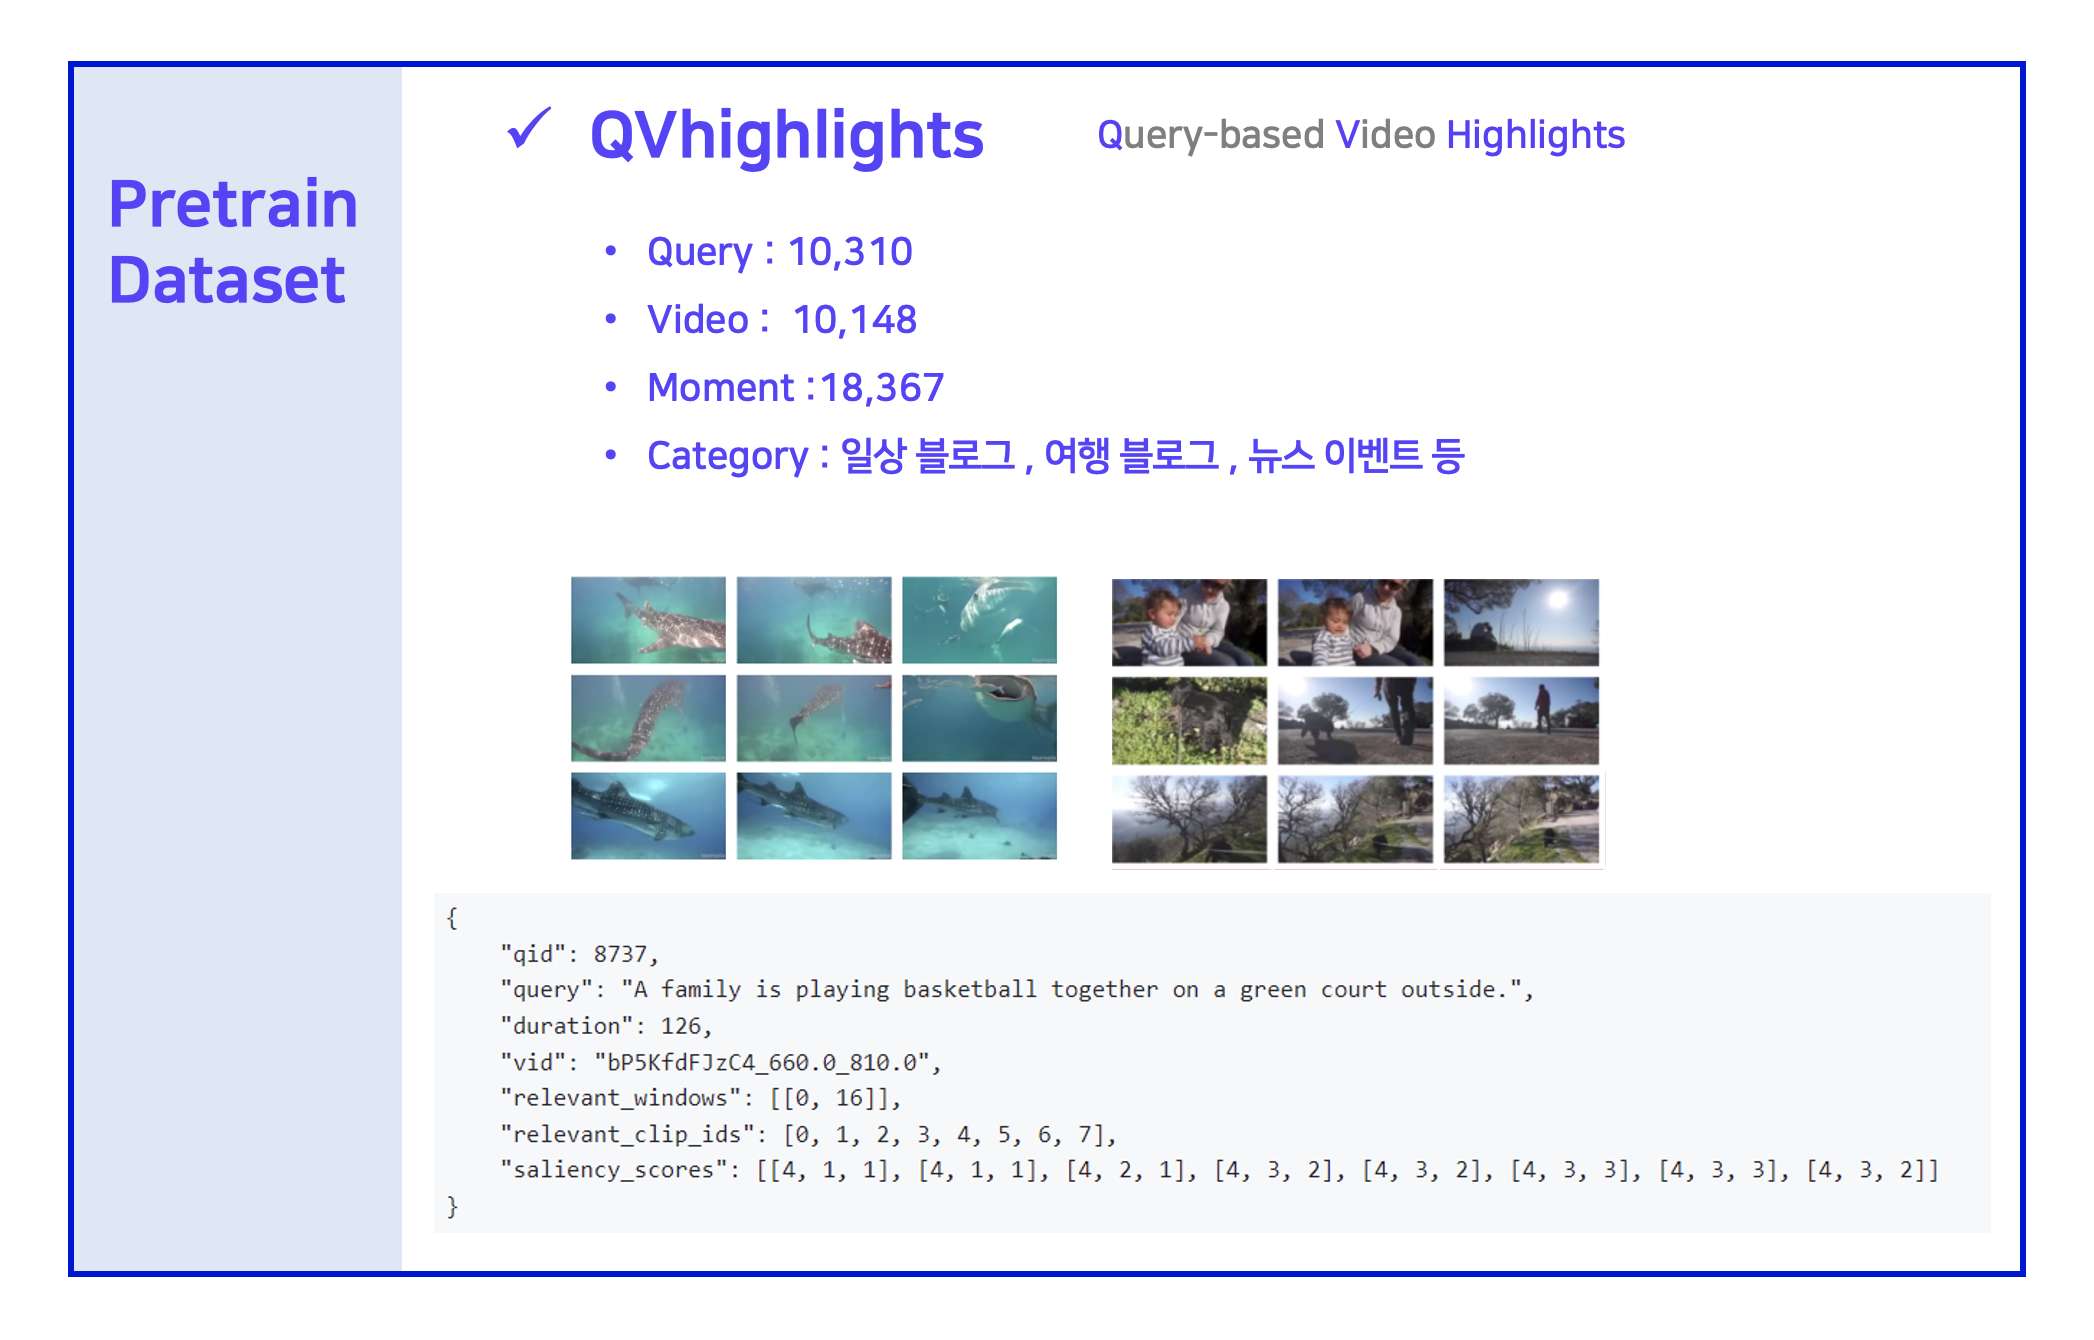 Pretrain
Dataset
✓ QVhighlights
Query-based Video Highlights
• Query : 10,310
• Video : 10,148
• Moment :18,367
• Category : 일상 블로그 , 여행 블로그 , 뉴스 이벤트 등
{
"qid": 8737,
"query": "A family is playing basketball together on a green court outside.",
"duration": 126,
"vid": "bP5KfdFJzC4_660.0_810.0",
"relevant_windows": [[0, 16]],
"relevant_clip_ids": [0, 1, 2, 3, 4, 5, 6, 7],
"saliency_scores": [[4, 1, 1], [4, 1, 1], [4, 2, 1], [4, 3, 2], [4, 3, 2], [4, 3, 3], [4, 3, 3], [4, 3, 2]]
}